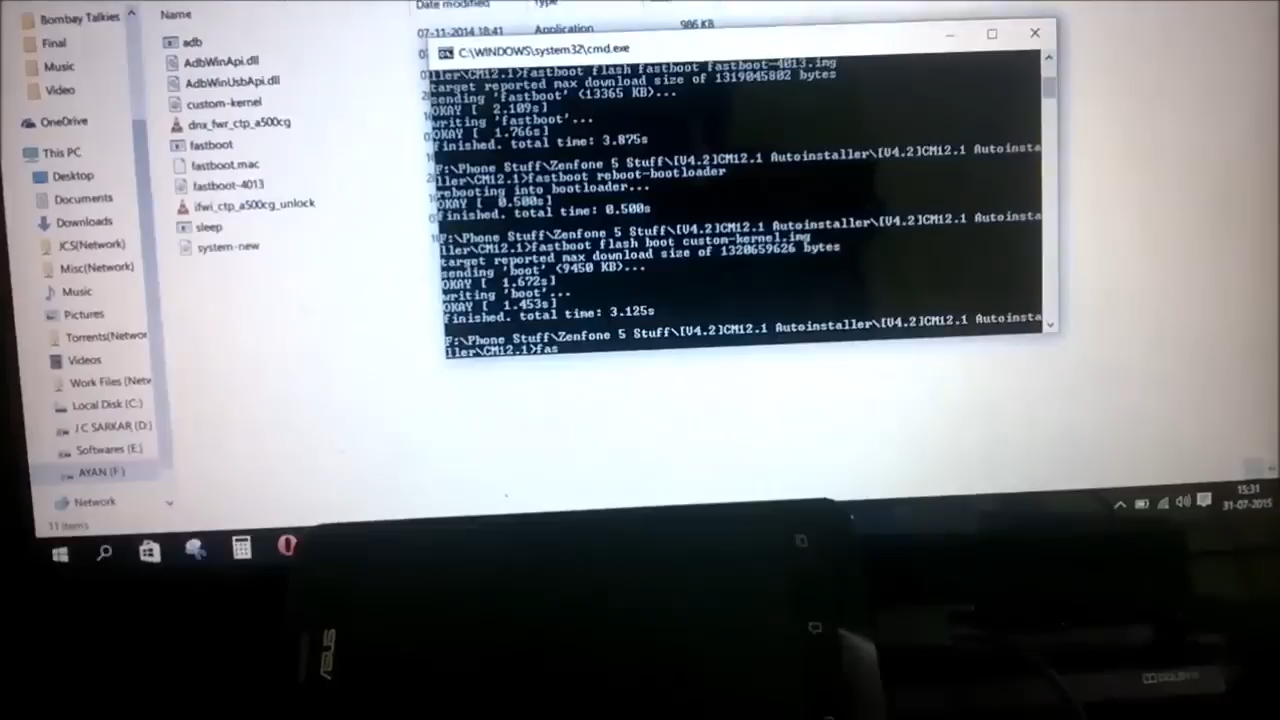 Bombay Talkies
Final
Music
Video
OneDrive
This PC
Desktop
Documents
Downloads
JCS(Network)
Misc(Network)
Music
Pictures
Torrents(Networ
Videos
Work Files (Netw
Local Disk (C:)
J C SARKAR (D:)
Softwares (E:)
AYAN (F:)
Network
11 items
Name
adb
AdbWinApi.dll
AdbWinUsbApi.dll
custom-kernel
dnx_fwr_ctp_a500cg
fastboot
fastboot.mac
fastboot-4013
ifwi_ctp_a500cg_unlock
sleep
system-new
Date modified Type
07-11-2014 18:41 Application 986 KB
C:\WINDOWS\system32\cmd.exe
ller\CM12.1>fastboot flash fastboot fastboot-4013.img
target reported max download size of 1319045802 bytes
sending 'fastboot' (13365 KB)...
OKAY [ 2.109s]
writing 'fastboot'...
OKAY [ 1.766s]
finished. total time: 3.875s
F:\Phone Stuff\Zenfone 5 Stuff\[V4.2]CM12.1 Autoinstaller\[V4.2]CM12.1 Autoinsta
ller\CM12.1>fastboot reboot-bootloader
rebooting into bootloader...
OKAY [ 0.500s]
finished. total time: 0.500s
F:\Phone Stuff\Zenfone 5 Stuff\[V4.2]CM12.1 Autoinstaller\[V4.2]CM12.1 Autoinsta
ller\CM12.1>fastboot flash boot custom-kernel.img
target reported max download size of 1320659626 bytes
sending 'boot' (9450 KB)...
OKAY [ 1.672s]
writing 'boot'...
OKAY [ 1.453s]
finished. total time: 3.125s
F:\Phone Stuff\Zenfone 5 Stuff\[V4.2]CM12.1 Autoinstaller\[V4.2]CM12.1 Autoinsta
ller\CM12.1>fas
15:31
31-07-2015
ASUS
DOLBY